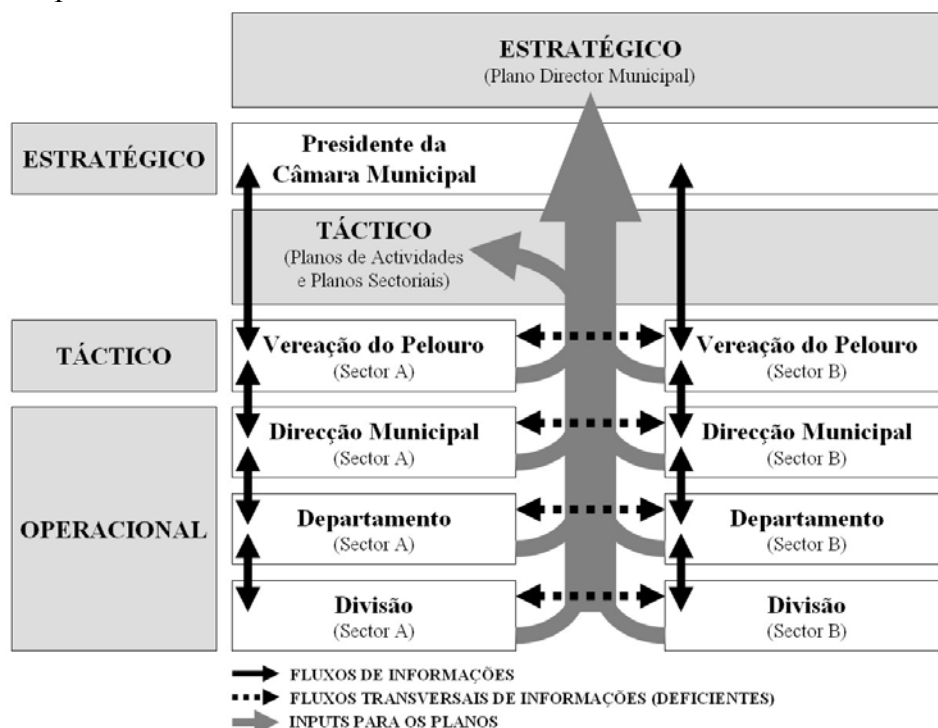 ESTRATÉGICO
(Plano Director Municipal)
ESTRATÉGICO
Presidente da
Câmara Municipal
TÁCTICO
(Planos de Actividades
e Planos Sectoriais)
TÁCTICO
Vereação do Pelouro
(Sector A)
Vereação do Pelouro
(Sector B)
OPERACIONAL
Direcção Municipal
(Sector A)
Direcção Municipal
(Sector B)
Departamento
(Sector A)
Departamento
(Sector B)
Divisão
(Sector A)
Divisão
(Sector B)
FLUXOS DE INFORMAÇÕES
FLUXOS TRANSVERSAIS DE INFORMAÇÕES (DEFICIENTES)
INPUTS PARA OS PLANOS